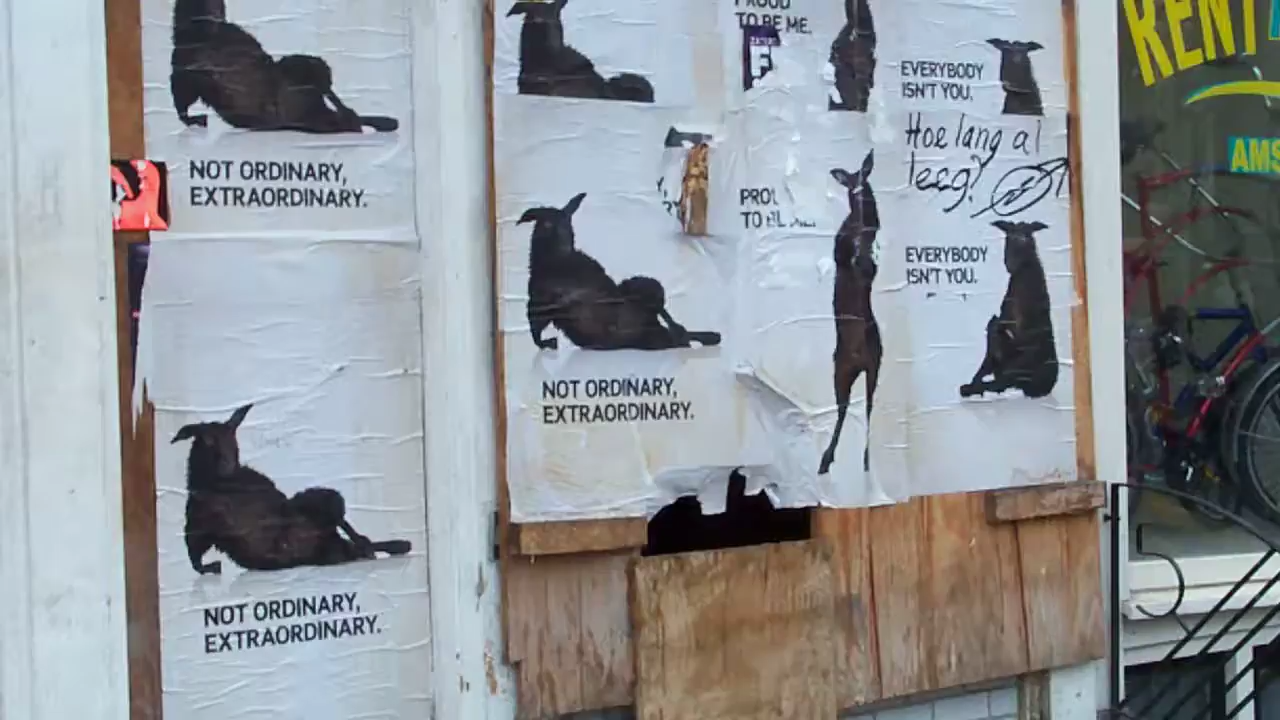 NOT ORDINARY,
EXTRAORDINARY.
NOT ORDINARY,
EXTRAORDINARY.
PROUD
TO BE ME.
EVERYBODY
ISN'T YOU.
Hoe lang al
leeg?
TO
EVERYBODY
ISN'T YOU.
NOT ORDINARY,
EXTRAORDINARY.
RENT
AMS